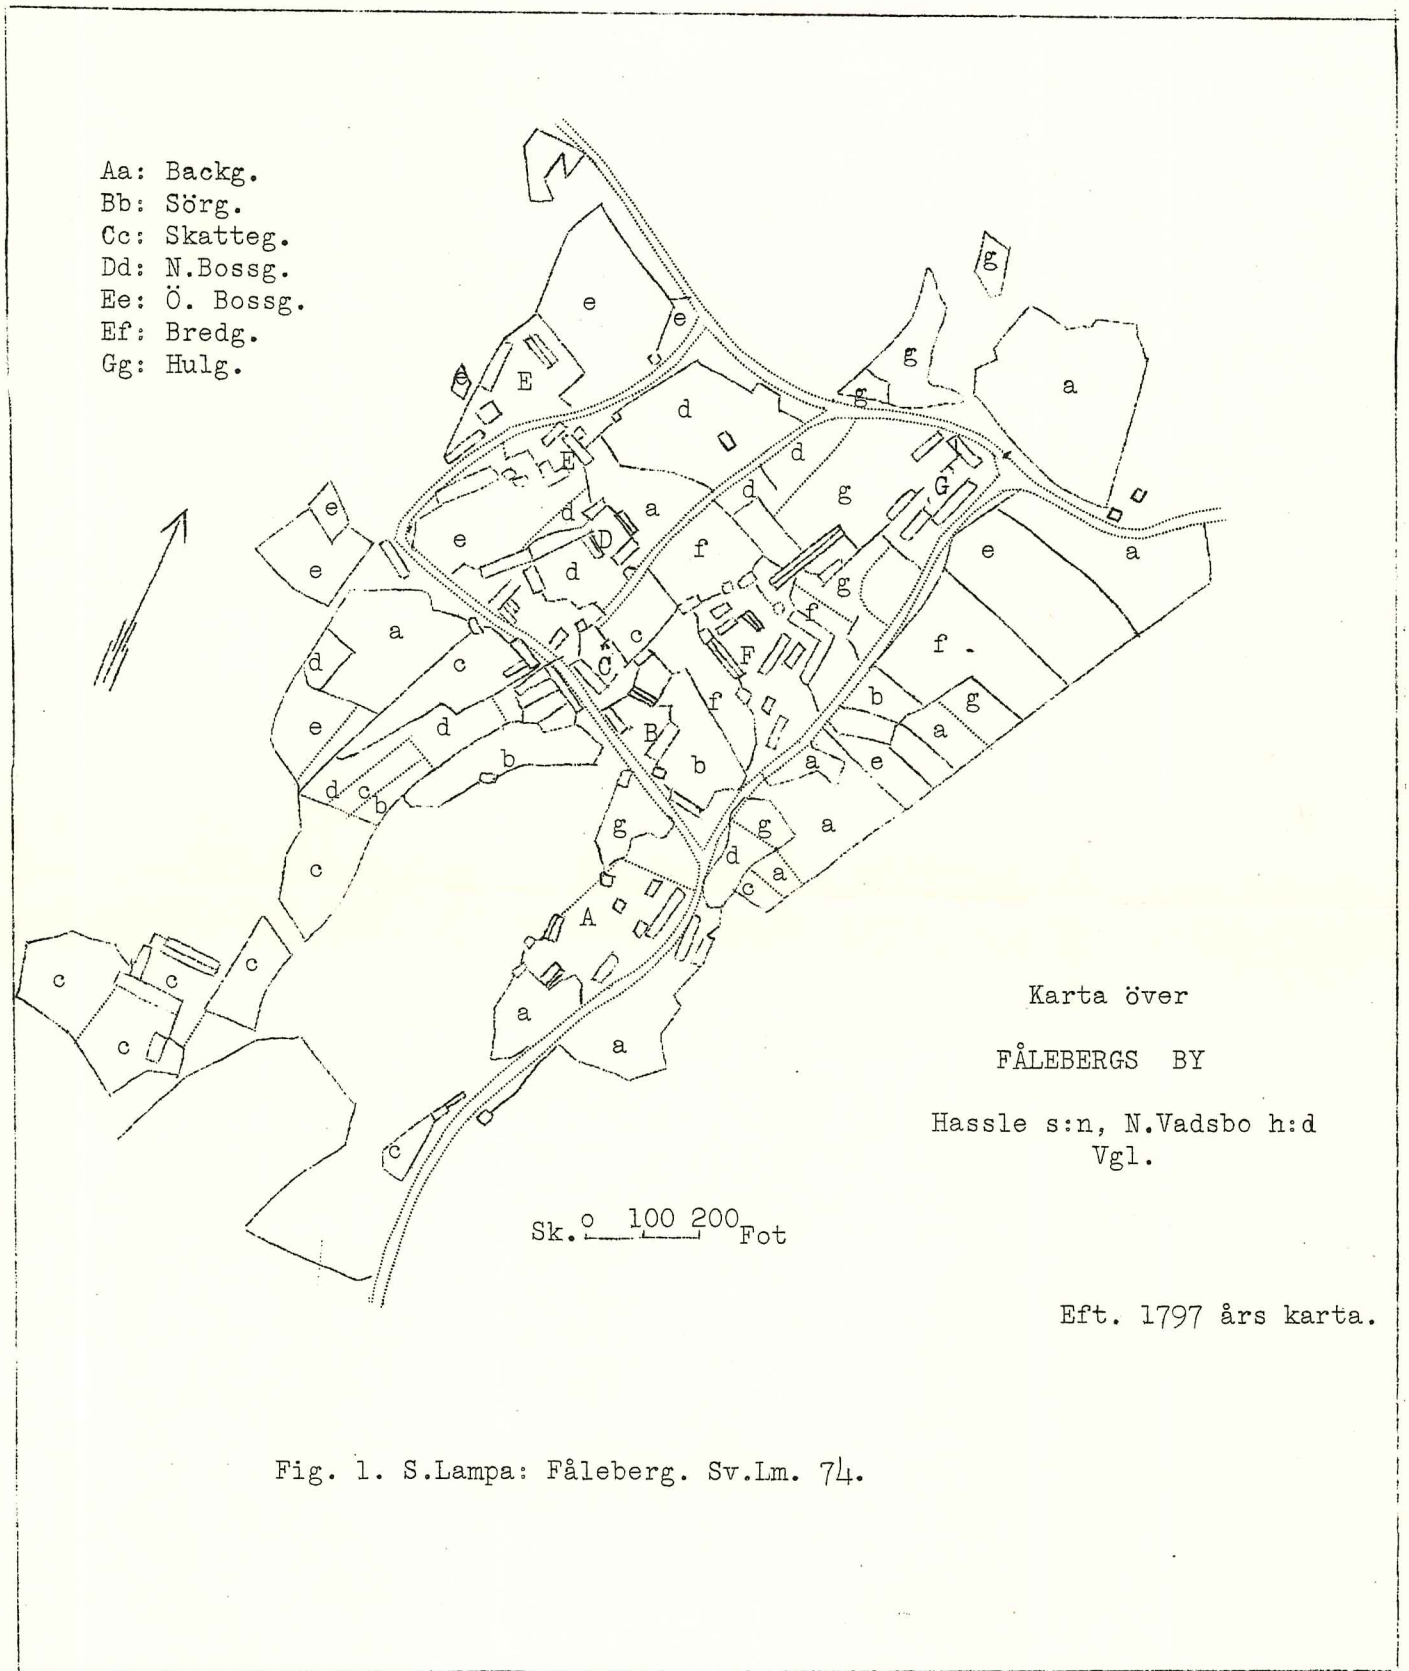 Aa: Backg.
Bb: Sörg.
Cc: Skatteg.
Dd: N.Bossg.
Ee: Ö. Bossg.
Ef: Bredg.
Gg: Hulg.
g
e
e
g
a
e
E
g
d
E
d
d
g
G
e
d
a
e
D
f
e
a
e
d
g
f
a
c
C
c
F
f
d
b
g
e
d
B
f
a
b
b
a
e
d
c
b
g
g
a
d
c
a
c
A
c
c
c
c
a
a
c
Karta över
FÅLEBERGS BY
Hassle s:n, N.Vadsbo h:d
Vgl.
Sk. 0 100 200 Fot
Eft. 1797 års karta.
Fig. 1. S.Lampa: Fåleberg. Sv.Lm. 74.